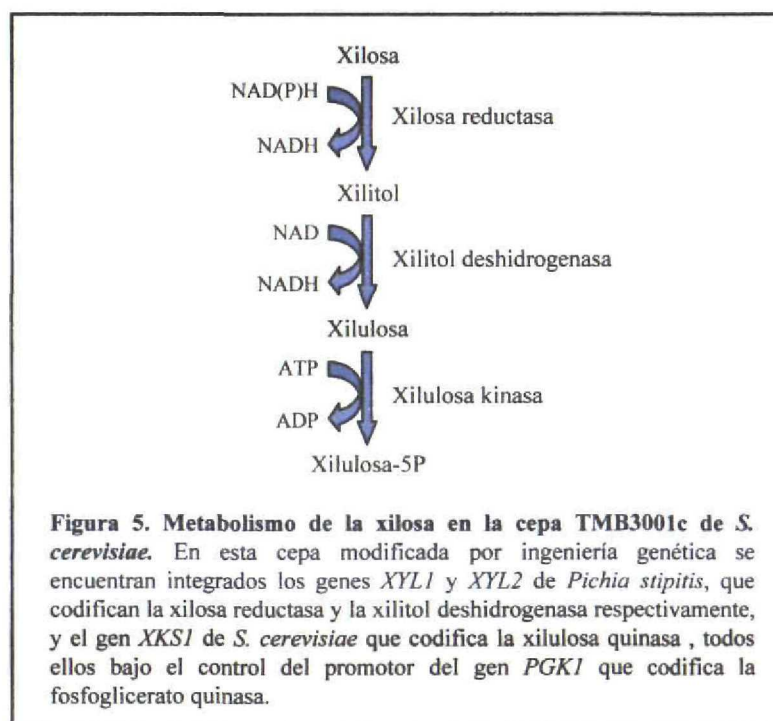 Xilosa
NAD(P)H
Xilosa reductasa
NADH
Xilitol
NAD
Xilitol deshidrogenasa
NADH
Xilulosa
ATP
Xilulosa kinasa
ADP
Xilulosa-5P
Figura 5. Metabolismo de la xilosa en la cepa TMB3001c de S.
cerevisiae. En esta cepa modificada por ingeniería genética se
encuentran integrados los genes XYL1 y XYL2 de Pichia stipitis, que
codifican la xilosa reductasa y la xilitol deshidrogenasa respectivamente,
y el gen XKS1 de S. cerevisiae que codifica la xilulosa quinasa , todos
ellos bajo el control del promotor del gen PGK1 que codifica la
fosfoglicerato quinasa.